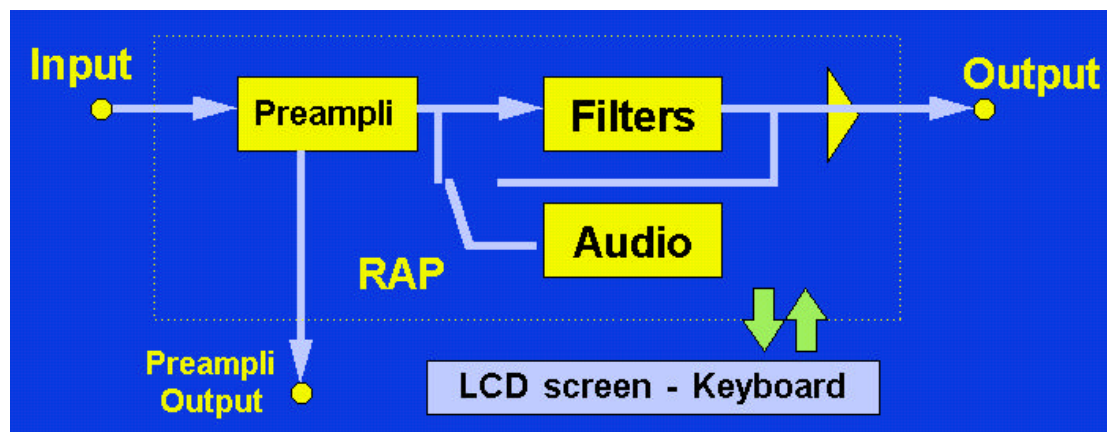 Input
Output
Preampli
Filters
Audio
RAP
Preampli
Output
LCD screen - Keyboard